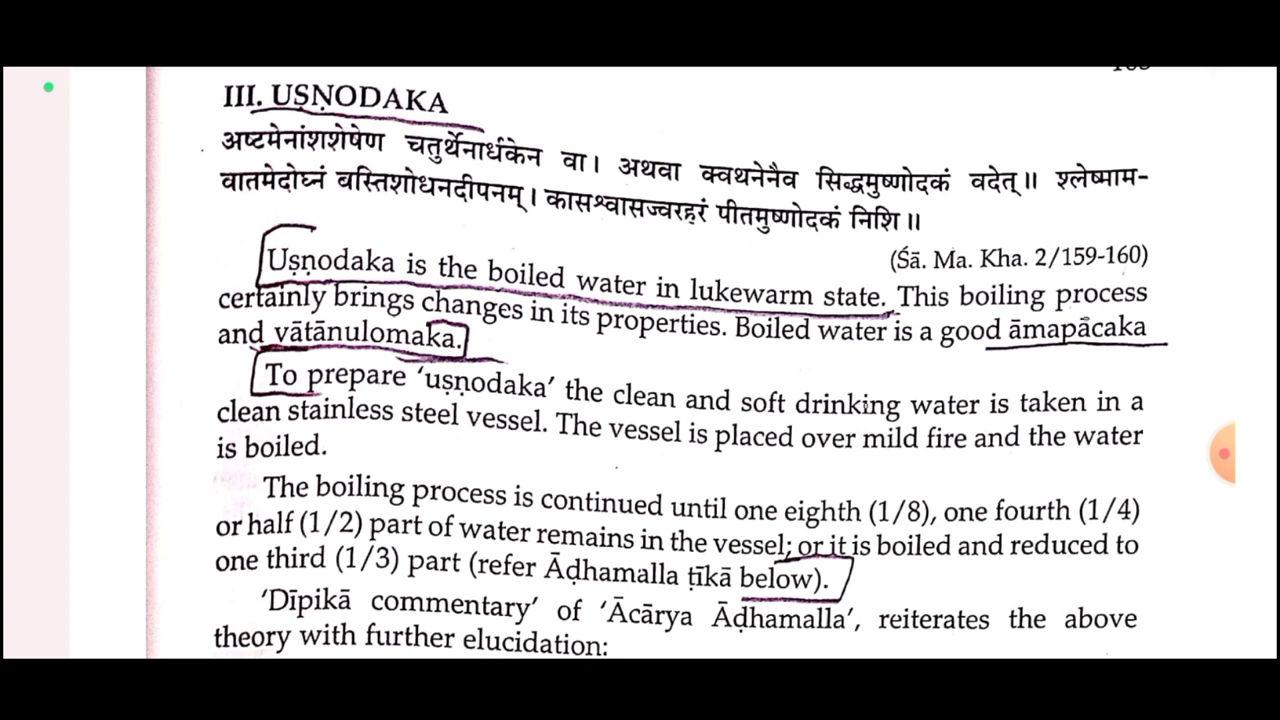 III. UṢṆODAKA
अष्टमेनांशशेषेण चतुर्थेनार्धकेन वा। अथवा क्वथनेनैव सिद्धमुष्णोदकं वदेत्॥ श्लेष्माम-
वातमेदोघ्नं बस्तिशोधनदीपनम्। कासश्वासज्वरहरं पीतमुष्णोदकं निशि॥
(Śā. Ma. Kha. 2/159-160)
Uṣṇodaka is the boiled water in lukewarm state. This boiling process
certainly brings changes in its properties. Boiled water is a good āmapācaka
and vātānulomaka.
To prepare ‘uṣṇodaka’ the clean and soft drinking water is taken in a
clean stainless steel vessel. The vessel is placed over mild fire and the water
is boiled.
The boiling process is continued until one eighth (1/8), one fourth (1/4)
or half (1/2) part of water remains in the vessel; or it is boiled and reduced to
one third (1/3) part (refer Āḍhamalla ṭīkā below).
‘Dīpikā commentary’ of ‘Ācārya Āḍhamalla’, reiterates the above
theory with further elucidation: